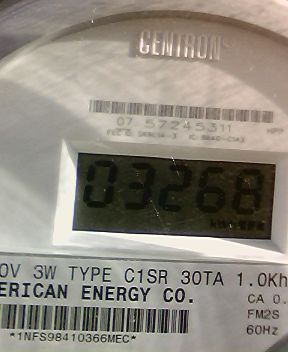 CENTRON®
07 57245311
03268
0V 3W TYPE C1SR 30TA 1.0Kh
ERICAN ENERGY CO.
CA 0.
FM2S
*1NFS98410366MEC*
60Hz